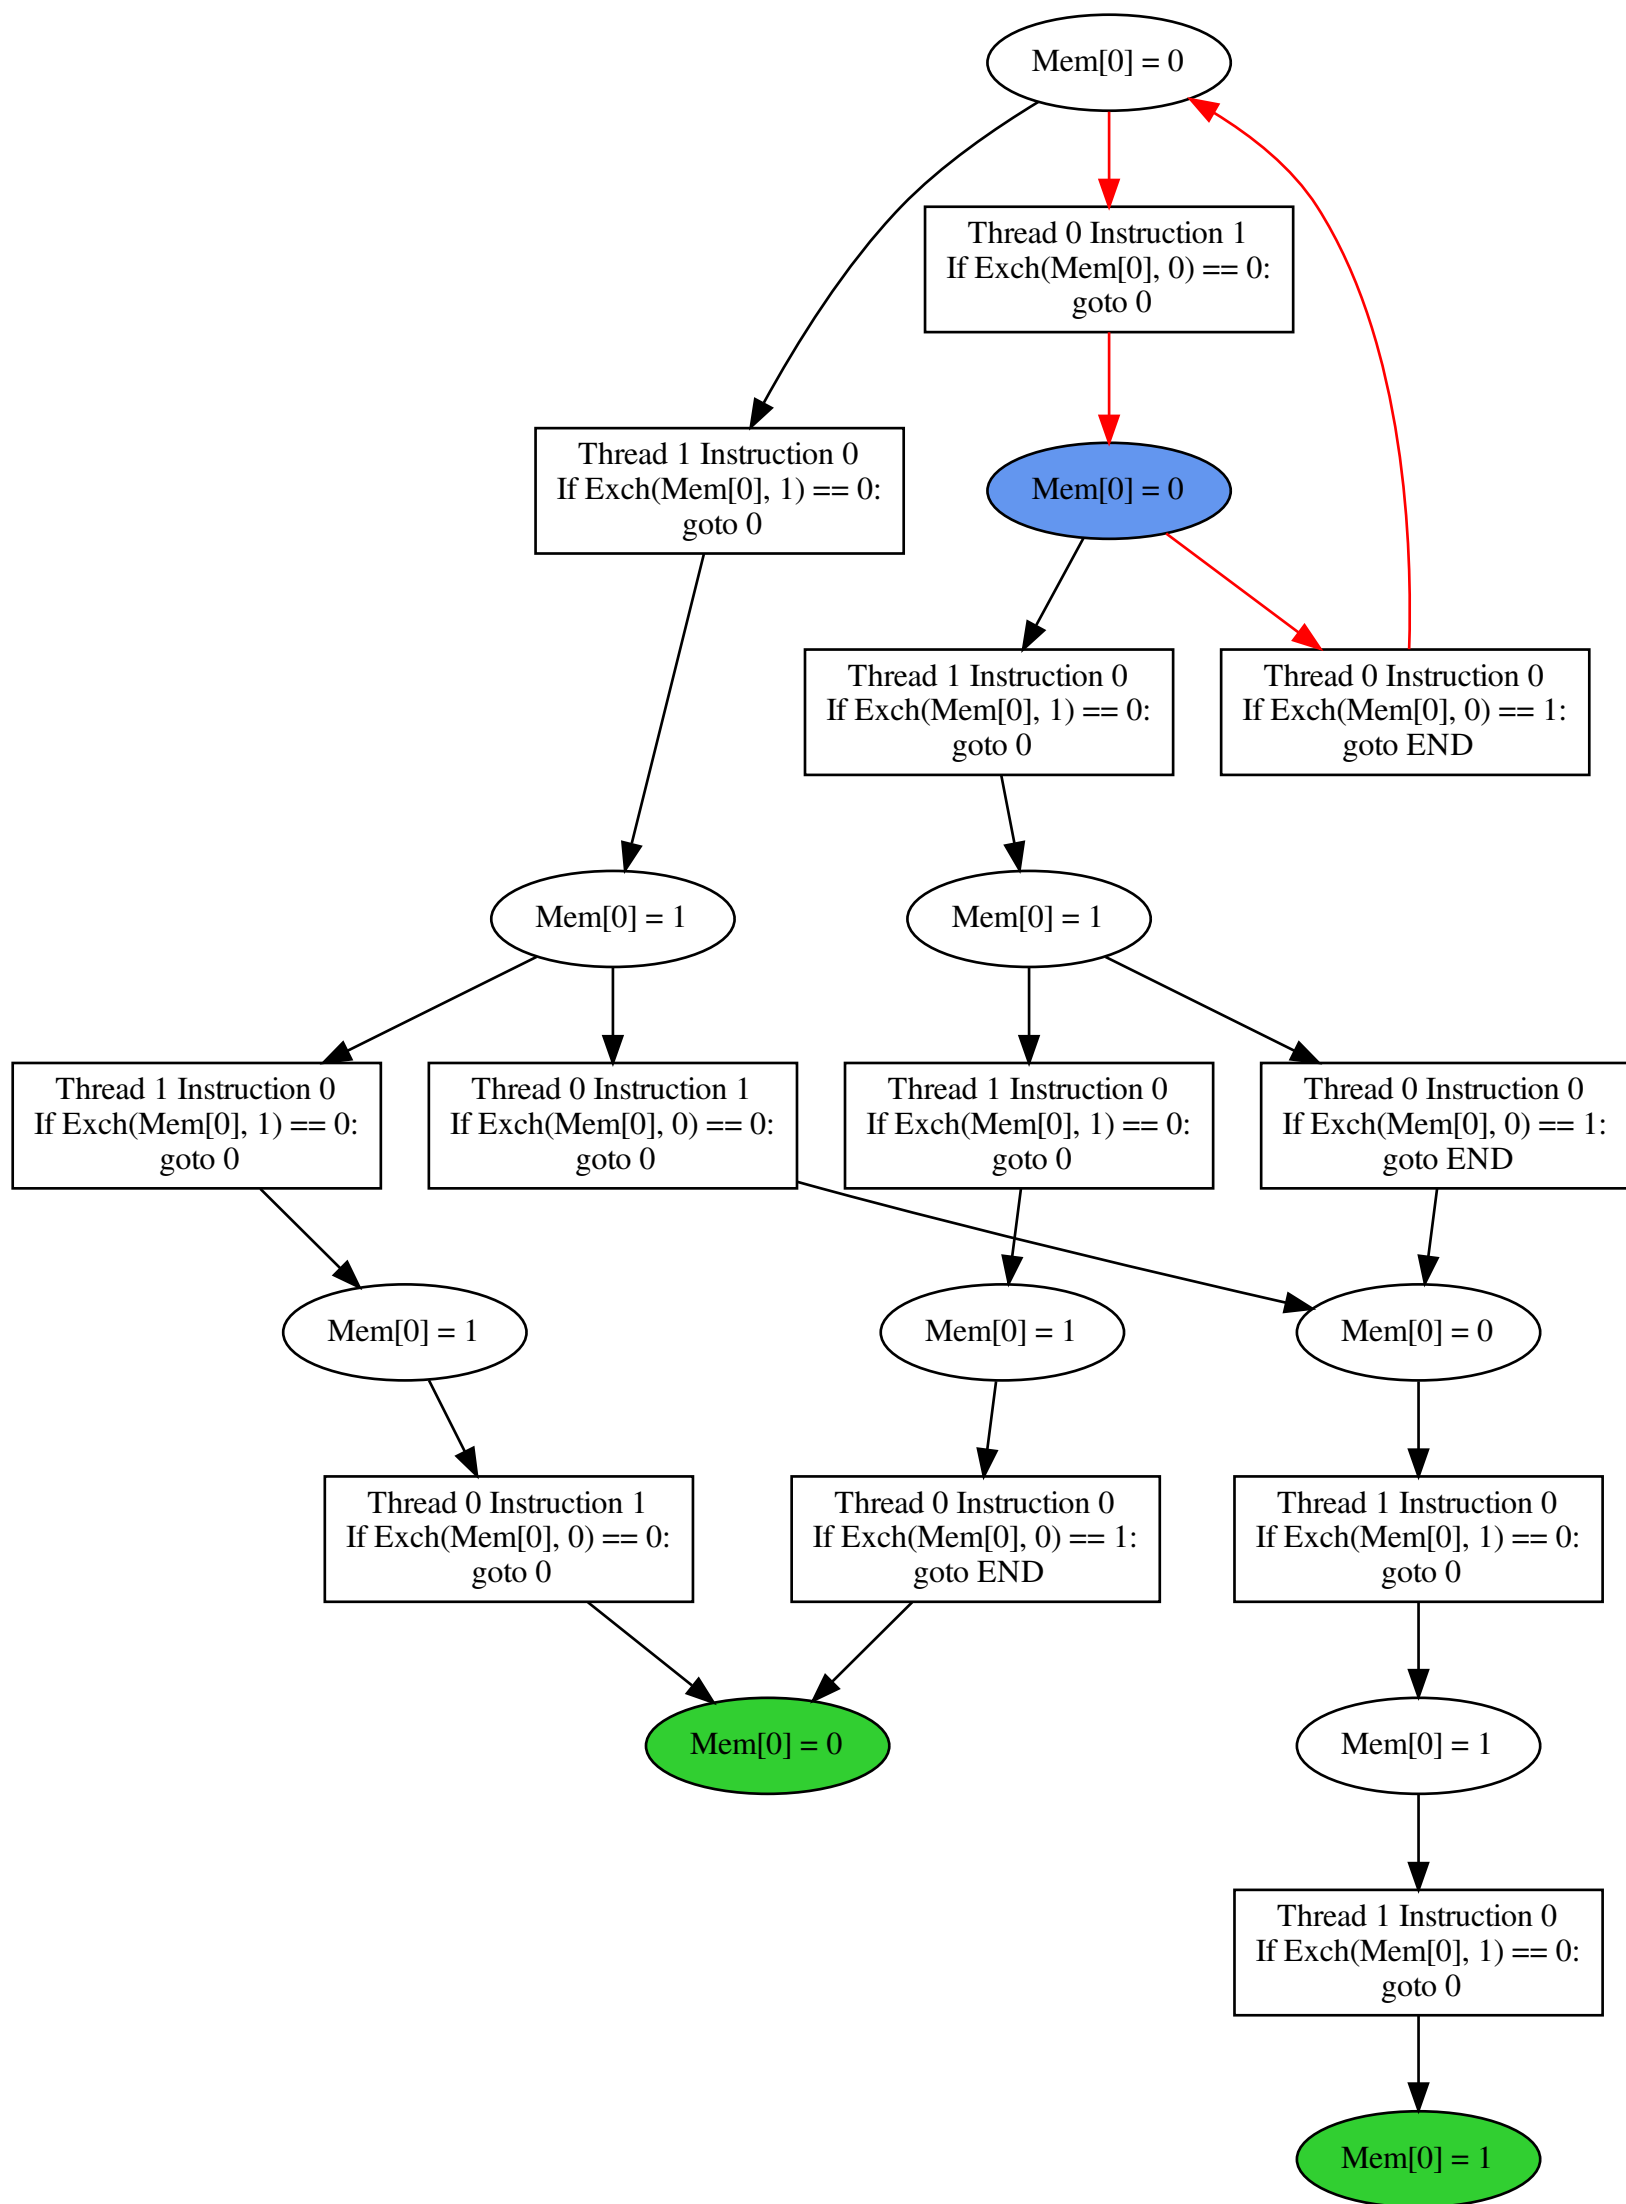 Mem[0] = 0
Thread 0 Instruction 1
If Exch(Mem[0], 0) == 0:
goto 0
Thread 1 Instruction 0
If Exch(Mem[0], 1) == 0:
goto 0
Mem[0] = 0
Thread 1 Instruction 0
If Exch(Mem[0], 1) == 0:
goto 0
Thread 0 Instruction 0
If Exch(Mem[0], 0) == 1:
goto END
Mem[0] = 1
Mem[0] = 1
Thread 1 Instruction 0
If Exch(Mem[0], 1) == 0:
goto 0
Thread 0 Instruction 1
If Exch(Mem[0], 0) == 0:
goto 0
Thread 1 Instruction 0
If Exch(Mem[0], 1) == 0:
goto 0
Thread 0 Instruction 0
If Exch(Mem[0], 0) == 1:
goto END
Mem[0] = 1
Mem[0] = 1
Mem[0] = 0
Thread 0 Instruction 1
If Exch(Mem[0], 0) == 0:
goto 0
Thread 0 Instruction 0
If Exch(Mem[0], 0) == 1:
goto END
Thread 1 Instruction 0
If Exch(Mem[0], 1) == 0:
goto 0
Mem[0] = 0
Mem[0] = 1
Thread 1 Instruction 0
If Exch(Mem[0], 1) == 0:
goto 0
Mem[0] = 1